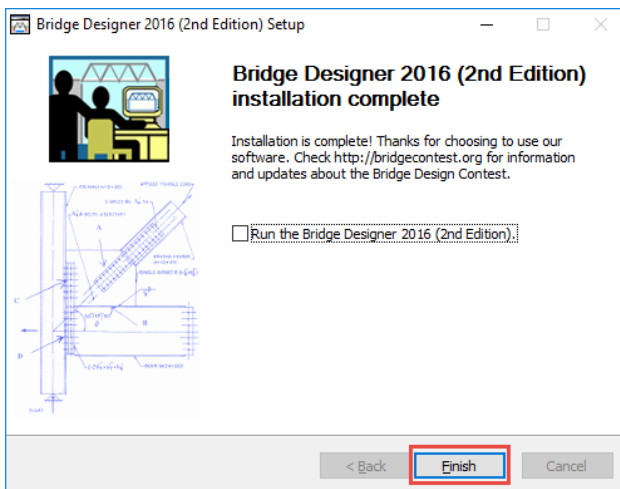 Bridge Designer 2016 (2nd Edition) Setup
Bridge Designer 2016 (2nd Edition)
installation complete
Installation is complete! Thanks for choosing to use our
software. Check http://bridgecontest.org for information
and updates about the Bridge Design Contest.
Run the Bridge Designer 2016 (2nd Edition).
A
C
B
D
< Back
Finish
Cancel